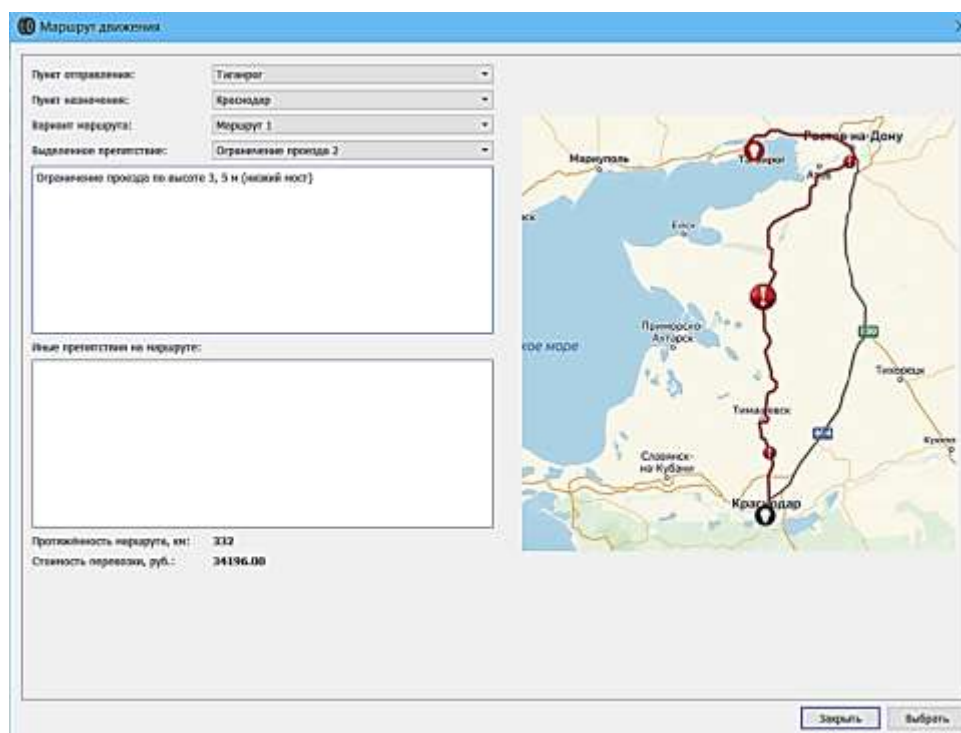 Маршрут движения
Пункт отправления: Таганрог
Пункт назначения: Краснодар
Вариант маршрута: Маршрут 1
Выделенное препятствие: Ограничение проезда 2
Ограничение проезда по высоте 3, 5 м (низкий мост)
Иные препятствия на маршруте:
Протяжённость маршрута, км: 332
Стоимость перевозки, руб.: 34196.00
Ростов-на-Дону
Мариуполь
Таганрог
Азов
Ейск
Приморско-
Ахтарск
кое море
Тихорецк
Тимашевск
Славянск-
на-Кубани
Краснодар
Закрыть
Выбрать